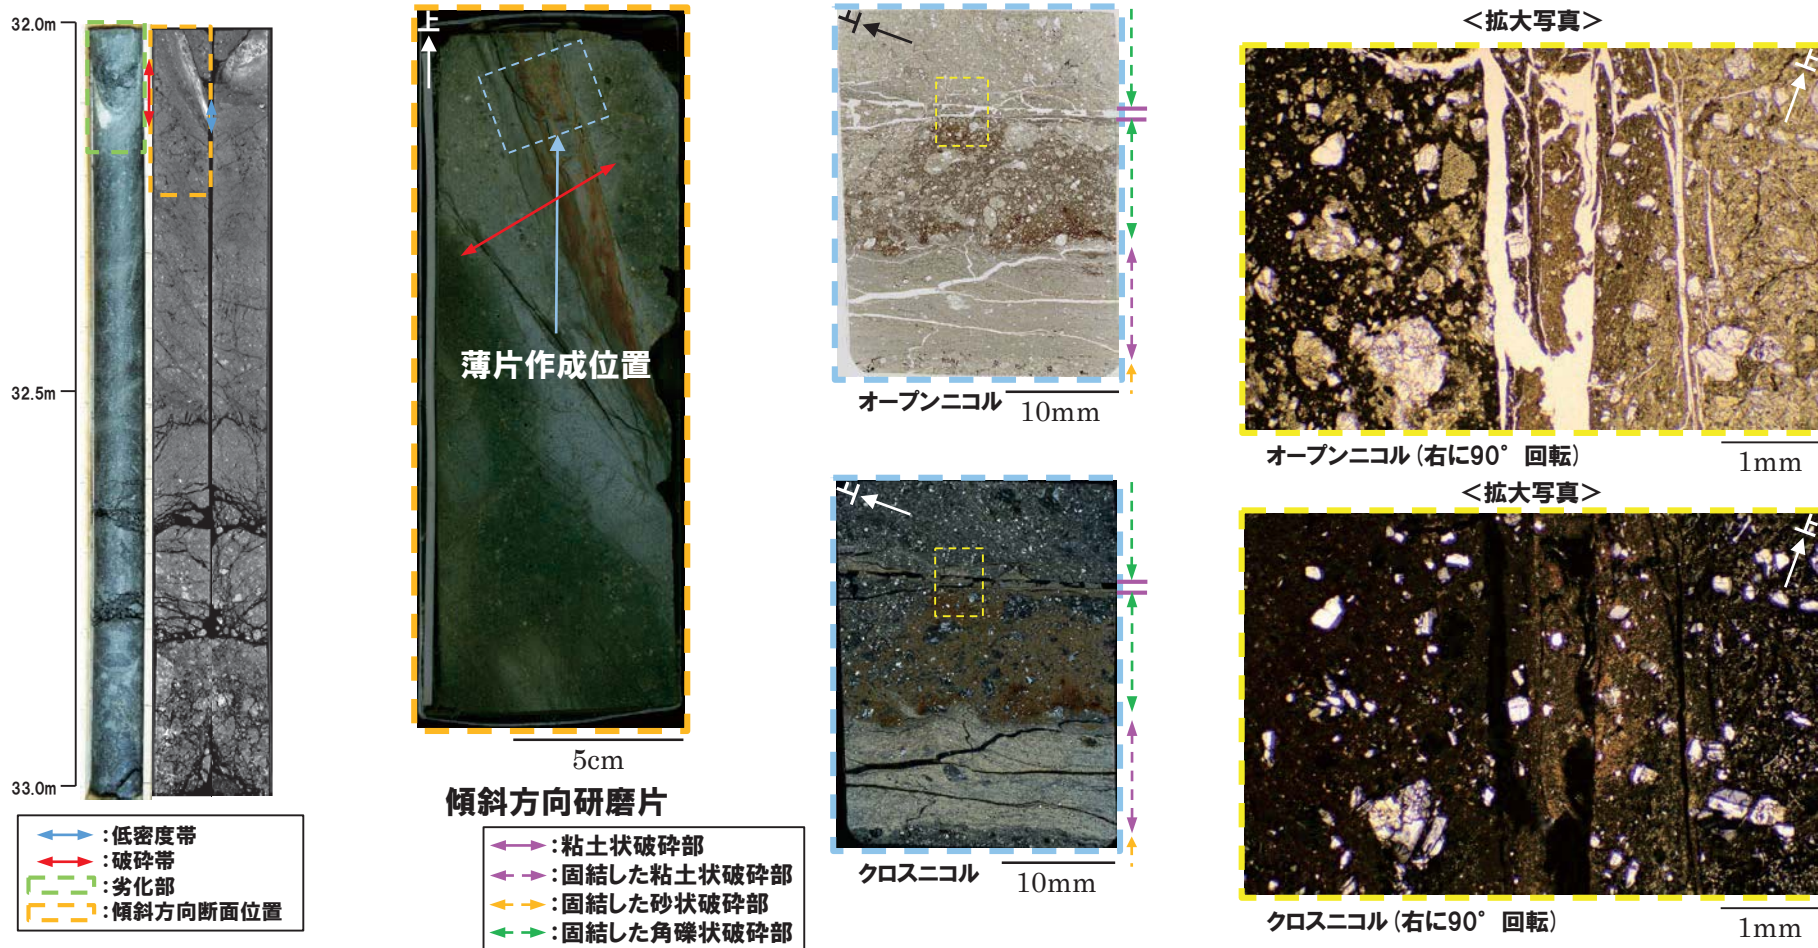 32.0m
32.5m
33.0m
:低密度帯
:破砕帯
:劣化部
:傾斜方向断面位置
上
薄片作成位置
5cm
傾斜方向研磨片
:粘土状破砕部
:固結した粘土状破砕部
:固結した砂状破砕部
:固結した角礫状破砕部
上
オープンニコル
10mm
上
クロスニコル
10mm
<拡大写真>
上
オープンニコル(右に90°回転)
1mm
<拡大写真>
上
クロスニコル(右に90°回転)
1mm